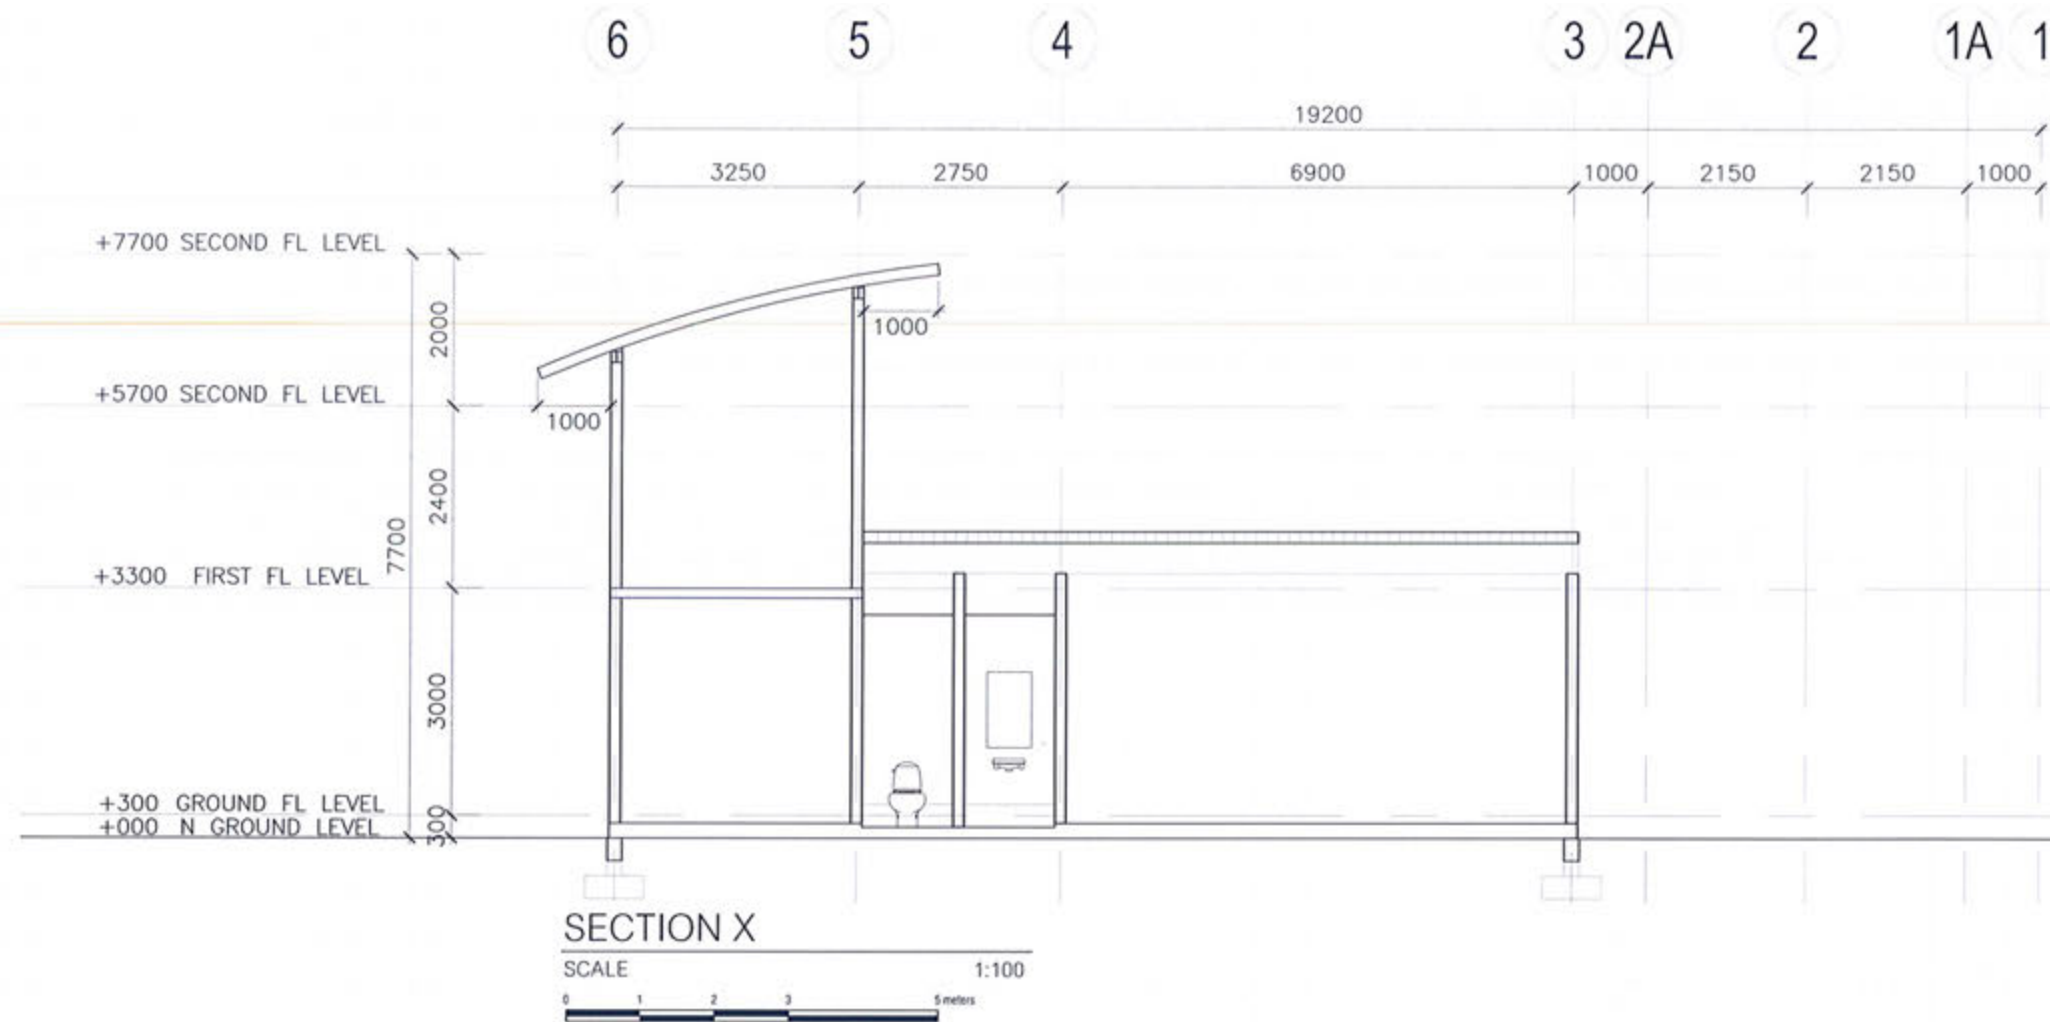 6 5 4 3 2A 2 1A 1
19200
3250 2750 6900 1000 2150 2150 1000
+7700 SECOND FL LEVEL
2000
1000
+5700 SECOND FL LEVEL
1000
2400
7700
+3300 FIRST FL LEVEL
3000
+300 GROUND FL LEVEL
+000 N GROUND LEVEL
300
SECTION X
SCALE 1:100
0 1 2 3 5 meters